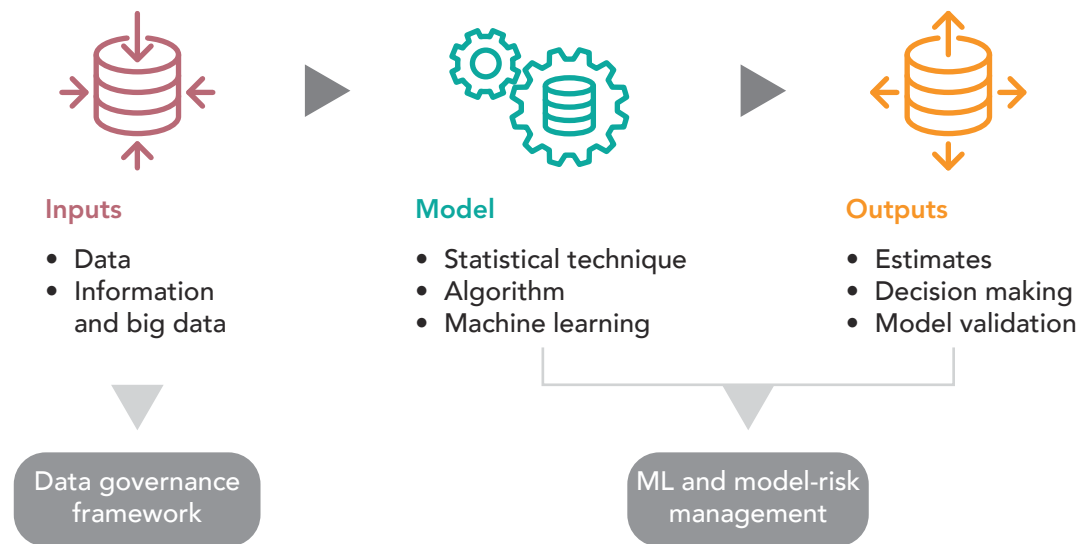 Inputs
• Data
• Information
and big data
Model
• Statistical technique
• Algorithm
• Machine learning
Outputs
• Estimates
• Decision making
• Model validation
Data governance
framework
ML and model-risk
management